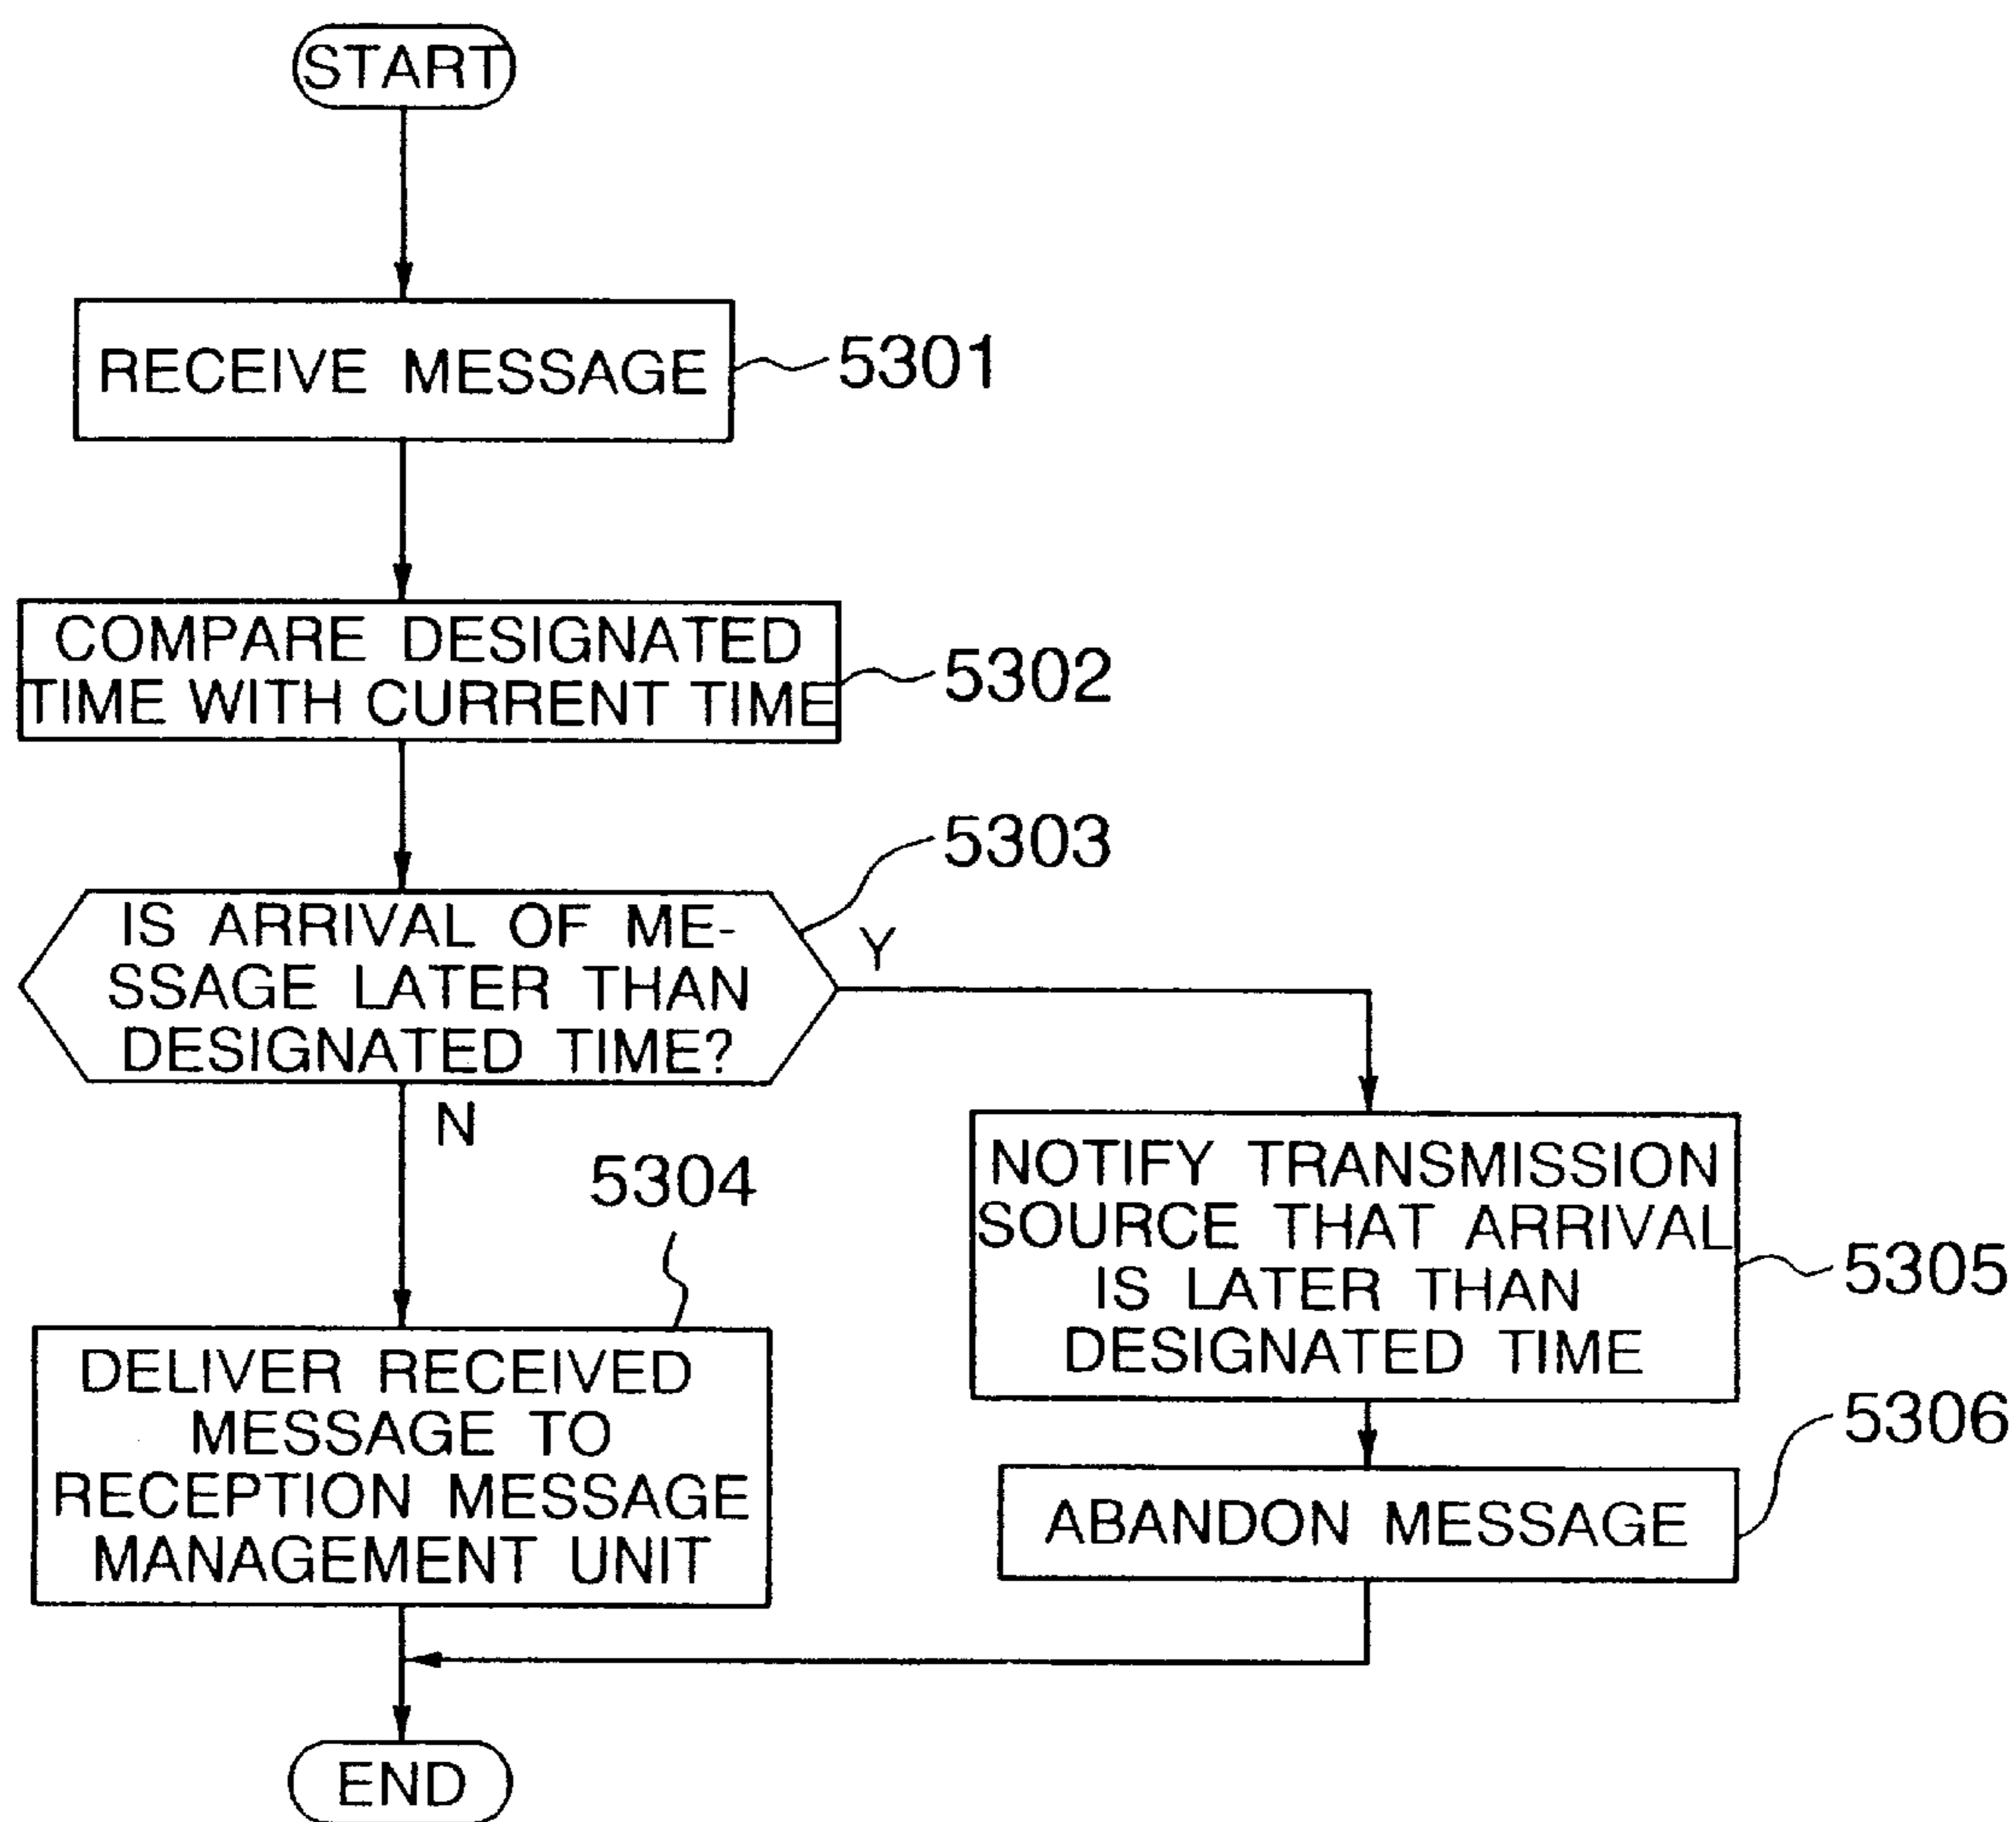 START
RECEIVE MESSAGE
5301
COMPARE DESIGNATED
TIME WITH CURRENT TIME
5302
5303
IS ARRIVAL OF ME-
SSAGE LATER THAN
DESIGNATED TIME?
Y
N
5304
DELIVER RECEIVED
MESSAGE TO
RECEPTION MESSAGE
MANAGEMENT UNIT
NOTIFY TRANSMISSION
SOURCE THAT ARRIVAL
IS LATER THAN
DESIGNATED TIME
5305
5306
ABANDON MESSAGE
END